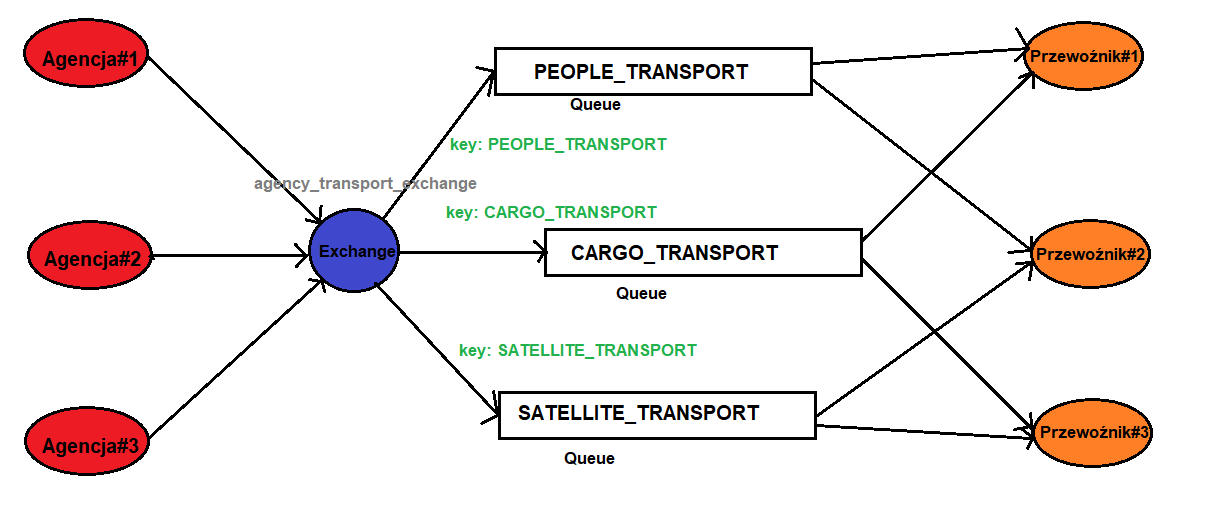 Agencja#1
PEOPLE_TRANSPORT
Przewoźnik#1
Queue
key: PEOPLE_TRANSPORT
agency_transport_exchange
key: CARGO_TRANSPORT
Agencja#2
Exchange
CARGO_TRANSPORT
Przewoźnik#2
Queue
key: SATELLITE_TRANSPORT
SATELLITE_TRANSPORT
Agencja#3
Przewoźnik#3
Queue